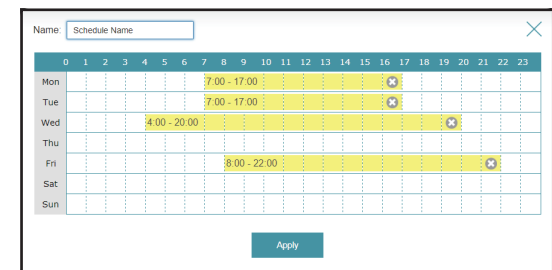 Name: Schedule Name
0 1 2 3 4 5 6 7 8 9 10 11 12 13 14 15 16 17 18 19 20 21 22 23
Mon 7:00 - 17:00
Tue 7:00 - 17:00
Wed 4:00 - 20:00
Thu
Fri 8:00 - 22:00
Sat
Sun
Apply